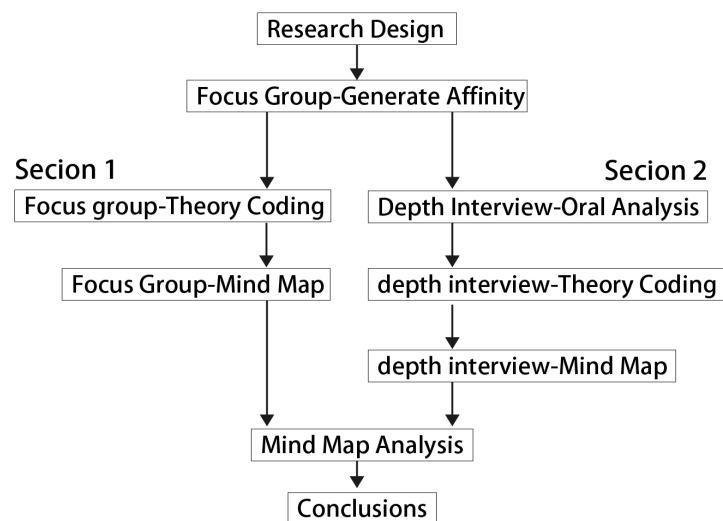 Research Design
Focus Group-Generate Affinity
Secion 1
Secion 2
Focus group-Theory Coding
Depth Interview-Oral Analysis
Focus Group-Mind Map
depth interview-Theory Coding
depth interview-Mind Map
Mind Map Analysis
Conclusions